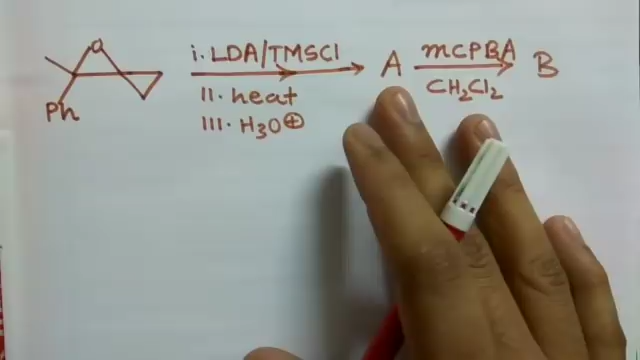 O
Ph
i. LDA/TMSCl
II. heat
III. H₃O⊕
A
mCPBA
CH₂Cl₂
B